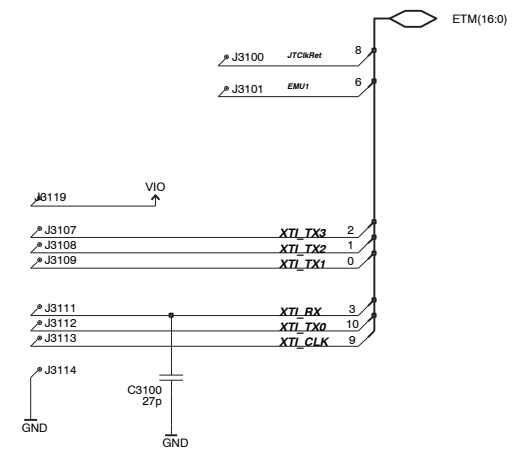 ETM(16:0)
J3100 JTClkRet 8
J3101 EMU1 6
J3119 VIO
J3107 XTI_TX3 2
J3108 XTI_TX2 1
J3109 XTI_TX1 0
J3111 XTI_RX 3
J3112 XTI_TX0 10
J3113 XTI_CLK 9
J3114
C3100
27p
GND
GND